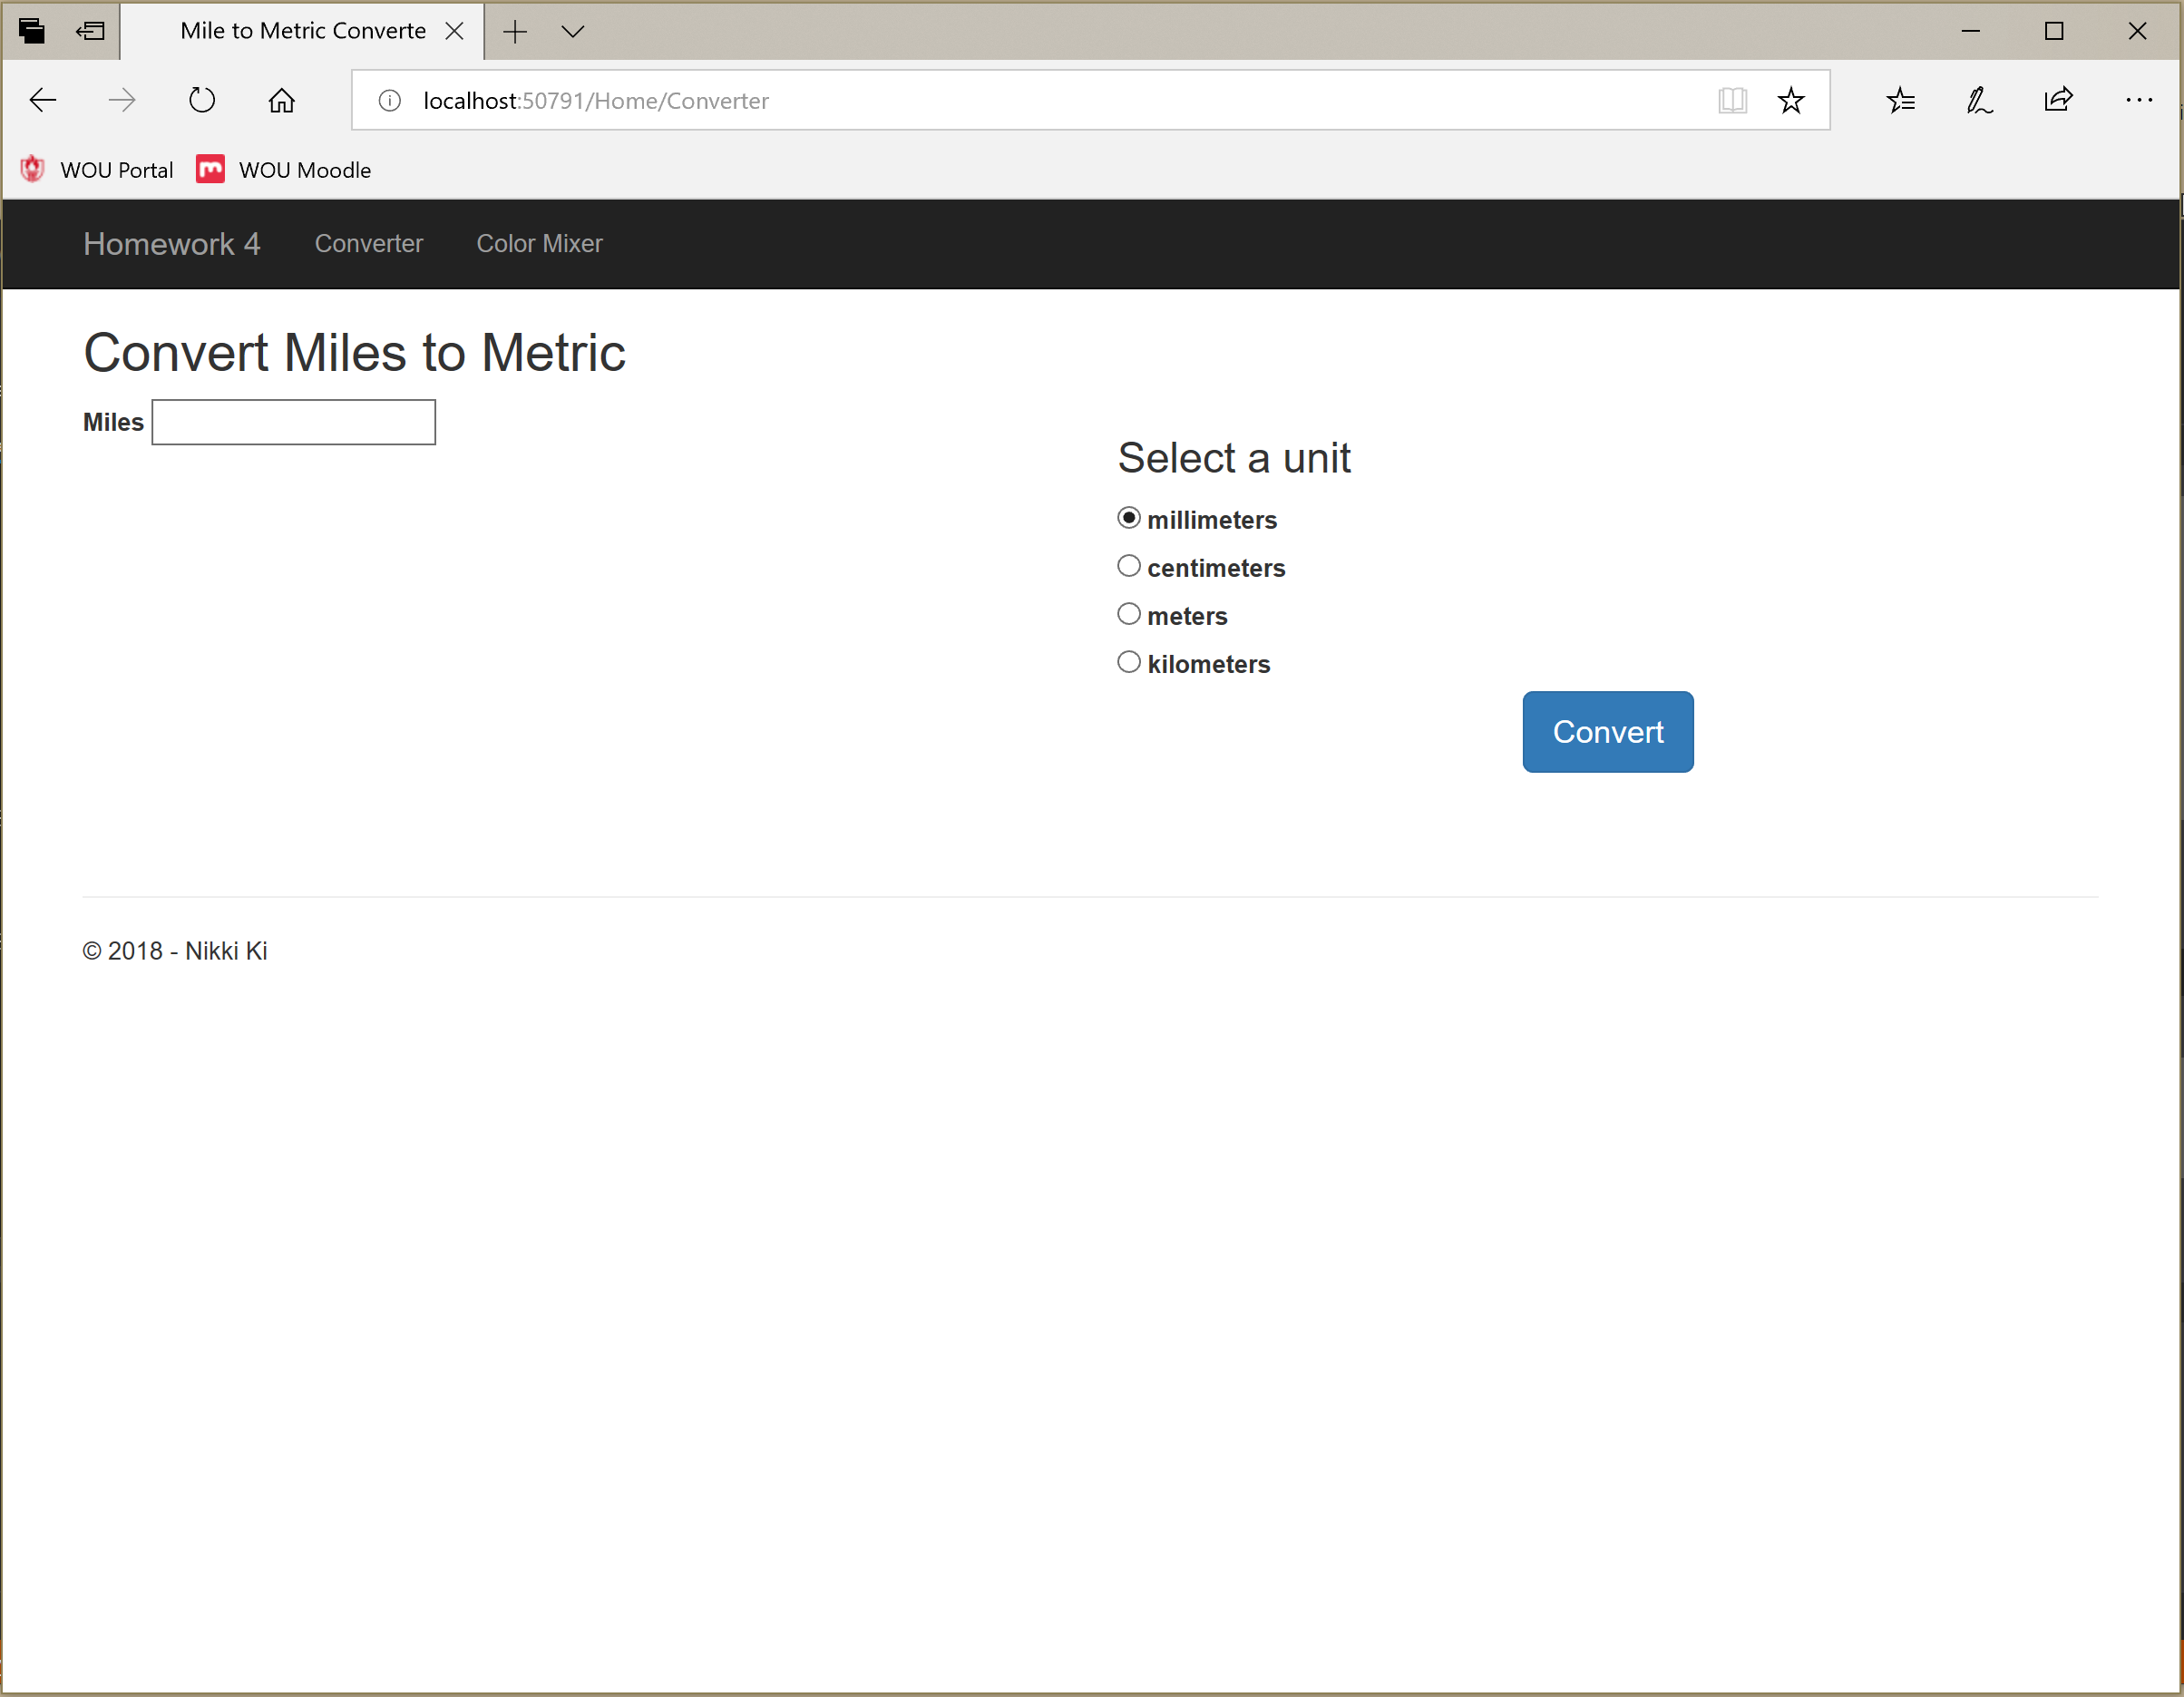 Mile to Metric Converte
localhost:50791/Home/Converter
WOU Portal WOU Moodle
Homework 4 Converter Color Mixer
Convert Miles to Metric
Miles
Select a unit
millimeters
centimeters
meters
kilometers
Convert
© 2018 - Nikki Ki